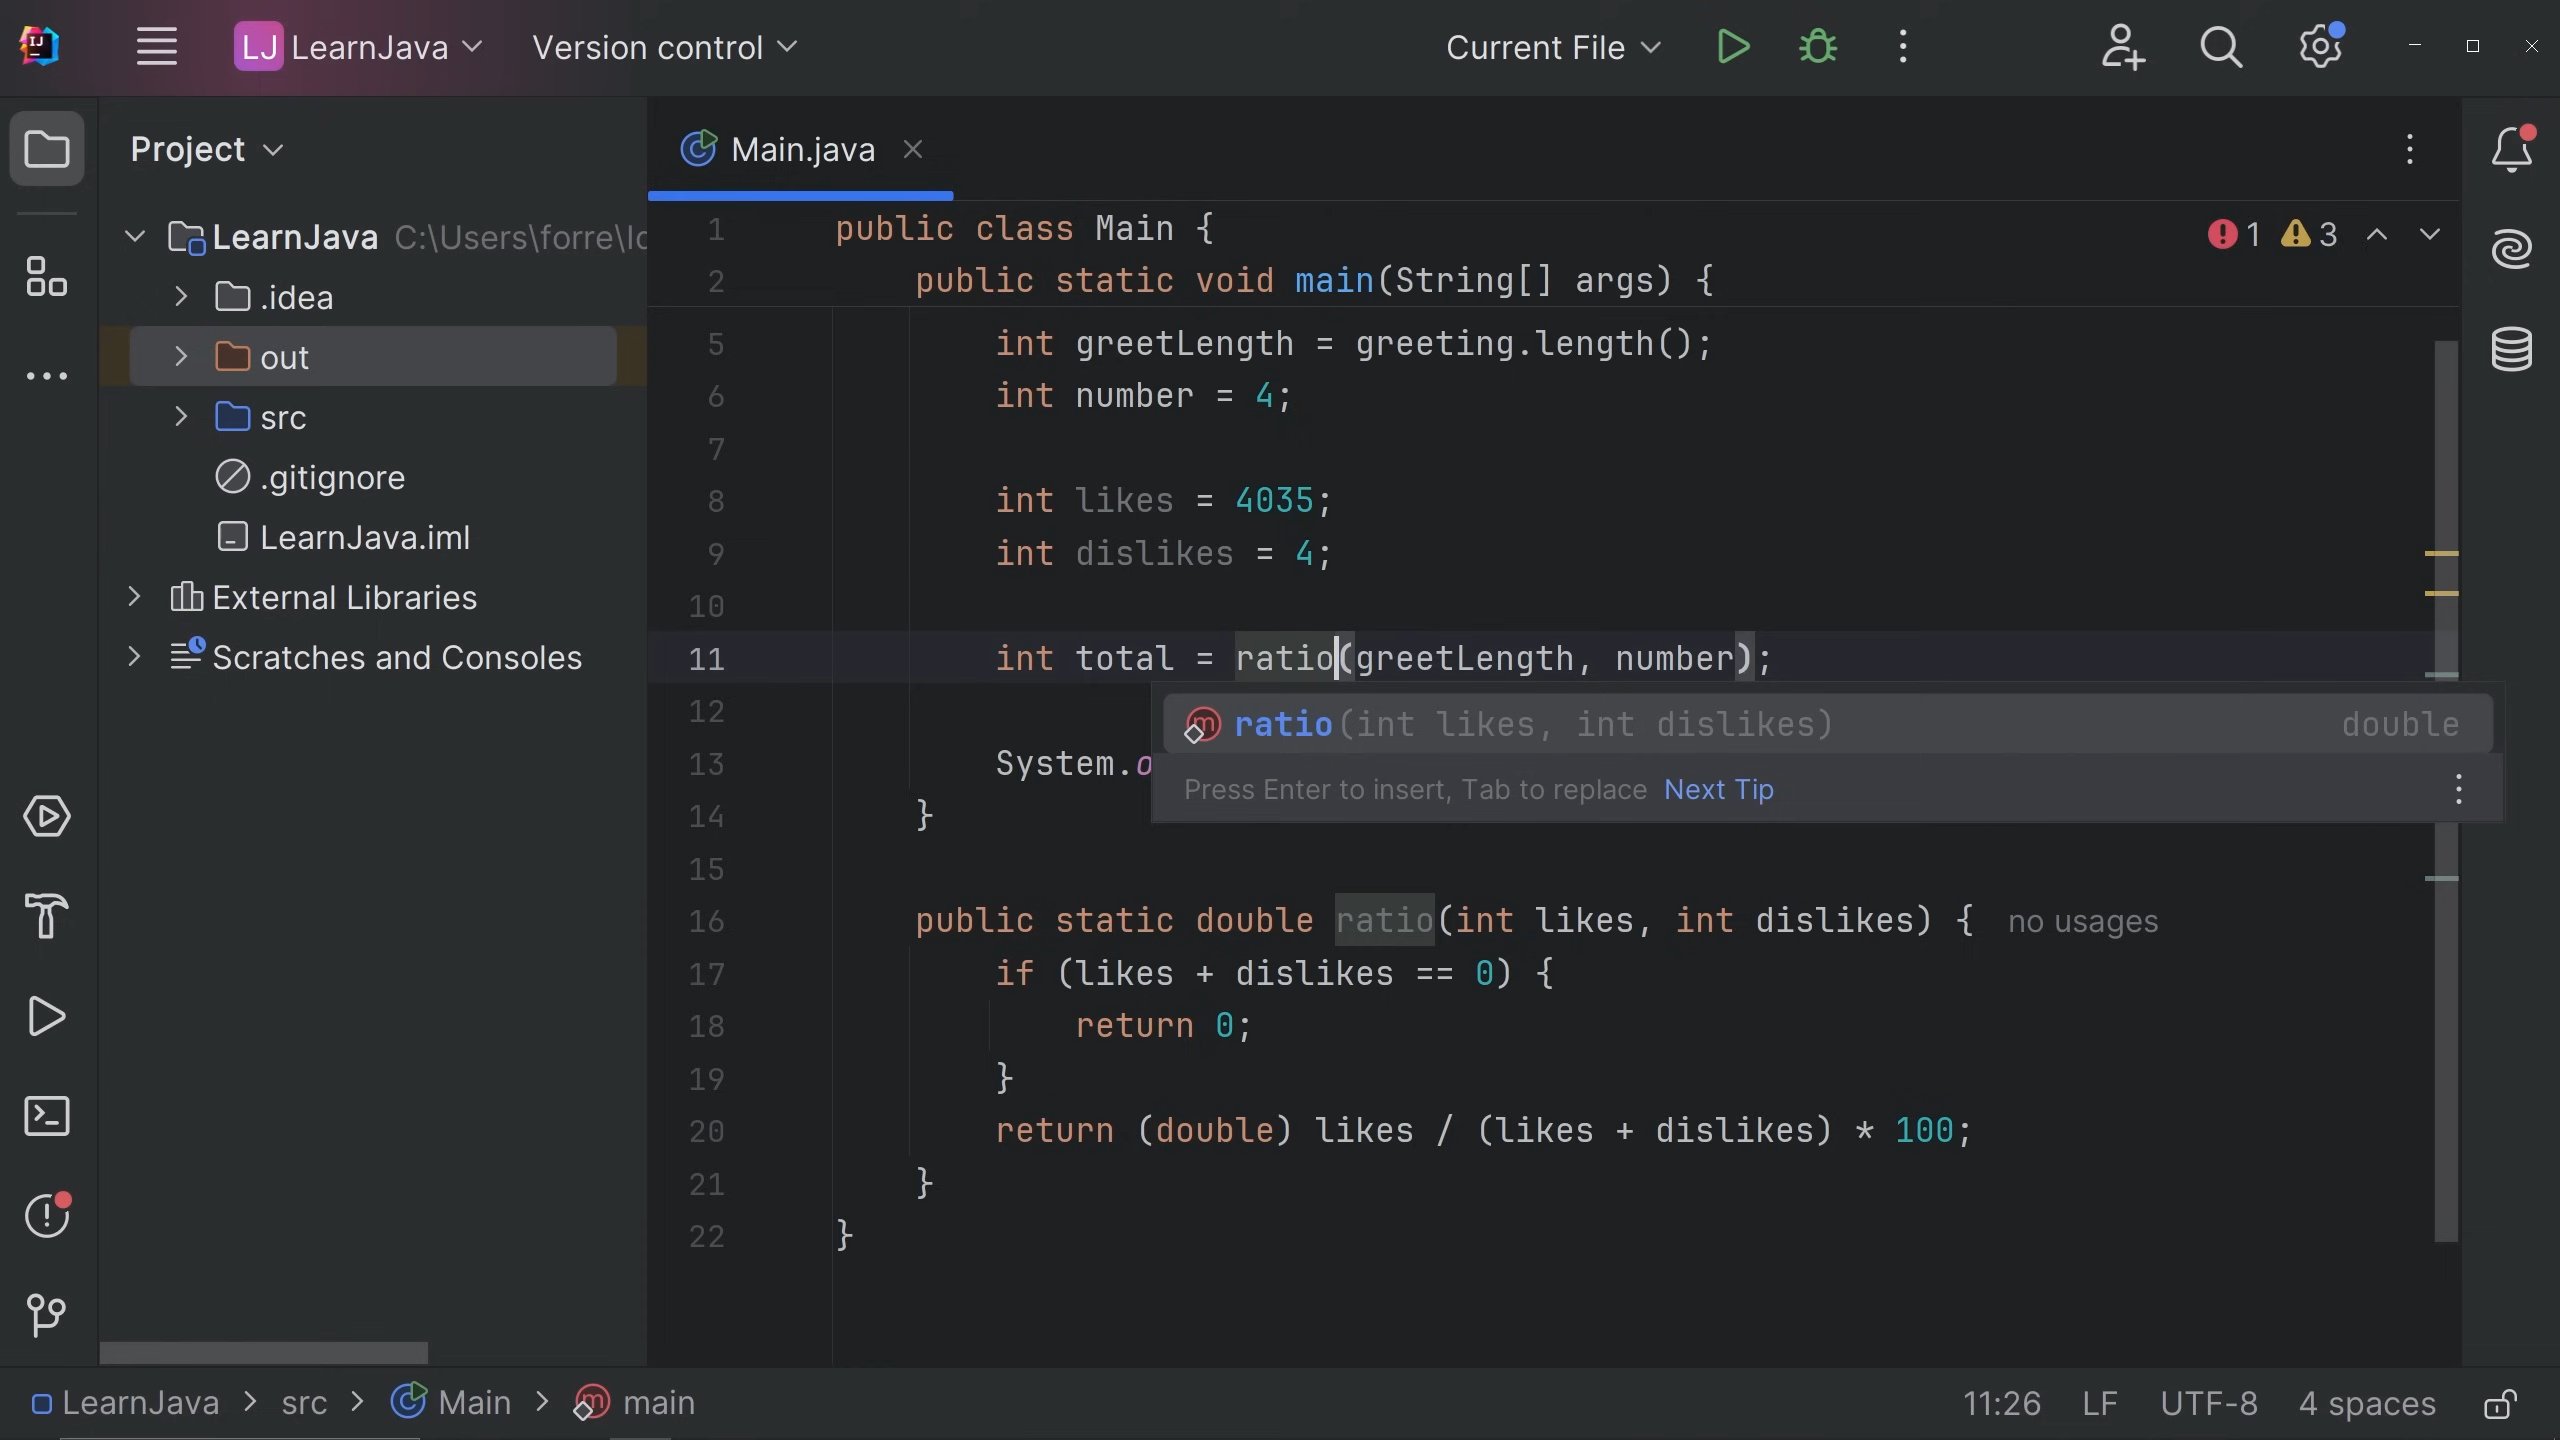 IJ
LJ LearnJava Version control Current File
Project
LearnJava C:\Users\forre\Id
.idea
out
src
.gitignore
LearnJava.iml
External Libraries
Scratches and Consoles
Main.java
1 3
1 public class Main {
2 public static void main(String[] args) {
5 int greetLength = greeting.length();
6 int number = 4;
7
8 int likes = 4035;
9 int dislikes = 4;
10
11 int total = ratio(greetLength, number);
m ratio(int likes, int dislikes) double
12
Press Enter to insert, Tab to replace Next Tip
13 System.o
14 }
15
16 public static double ratio(int likes, int dislikes) { no usages
17 if (likes + dislikes == 0) {
18 return 0;
19 }
20 return (double) likes / (likes + dislikes) * 100;
21 }
22 }
LearnJava > src > Main > m main 11:26 LF UTF-8 4 spaces